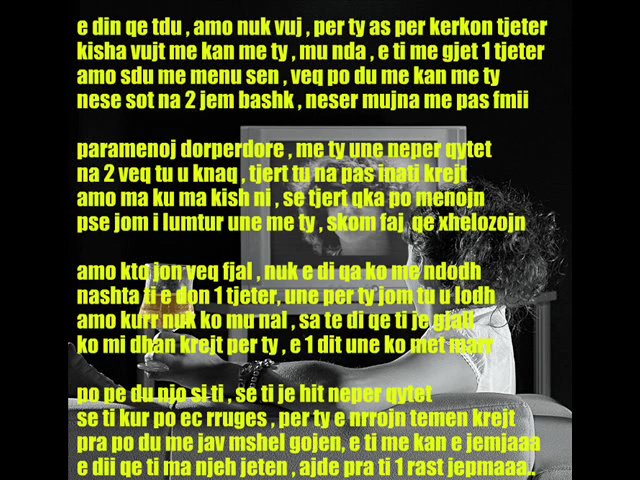 e din qe tdu , amo nuk vuj , per ty as per kerkon tjeter
kisha vujt me kan me ty , mu nda , e ti me gjet 1 tjeter
amo sdu me menu sen , veq po du me kan me ty
nese sot na 2 jem bashk , neser mujna me pas fmii
paramenoj dorperdore , me ty une neper qytet
na 2 veq tu u knaq , tjert tu na pas inati krejt
amo ma ku ma kish ni , se tjert qka po menojn
pse jom i lumtur une me ty , skom faj qe xhelozojn
amo kto jon veq fjal , nuk e di qa ko me ndodh
nashta ti e don 1 tjeter, une per ty jom tu u lodh
amo kurr nuk ko mu nal , sa te di qe ti je gjall
ko mi dhan krejt per ty , e 1 dit une ko met marr
po pe du njo si ti , se ti je hit neper qytet
se ti kur po ec rruges , per ty e nrrojn temen krejt
pra po du me jav mshel gojen, e ti me kan e jemjaaa
e dii qe ti ma njeh jeten , ajde pra ti 1 rast jepmaaa..